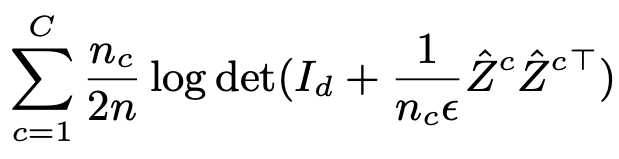 \sum_{c=1}^{C} \frac{n_c}{2n} \log \det(I_d + \frac{1}{n_c \epsilon} \hat{Z}^c \hat{Z}^{c\top})